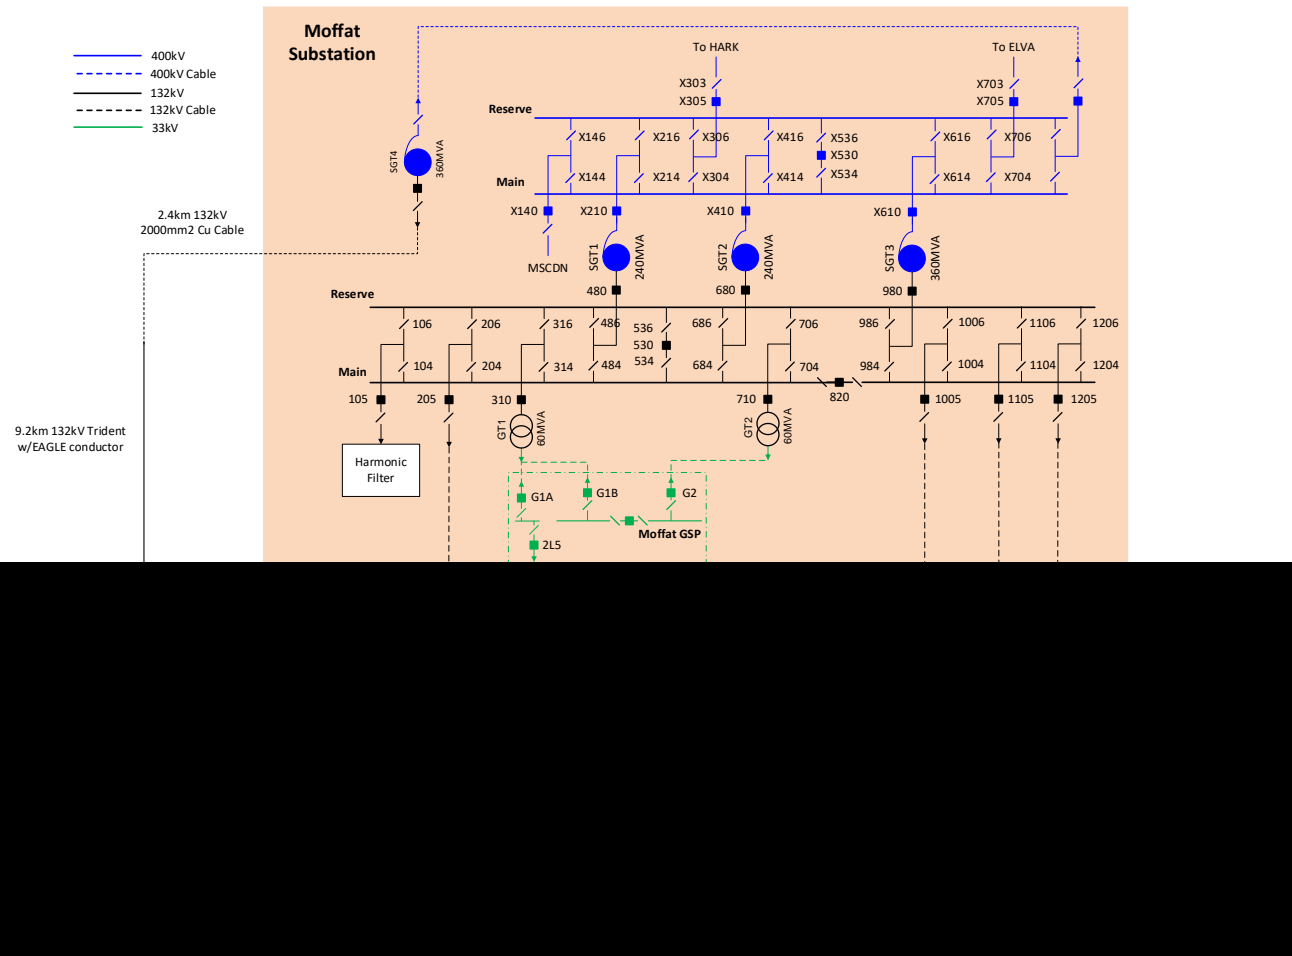 Moffat
Substation
400kV
400kV Cable
132kV
132kV Cable
33kV
To HARK
To ELVA
X303
X305
X703
X705
Reserve
X146
X216
X306
X416
X536
X530
X534
X616
X706
SGT4
360MVA
X144
X214
X304
X414
X614
X704
Main
X140
X210
X410
X610
2.4km 132kV
2000mm2 Cu Cable
MSCDN
SGT1
240MVA
SGT2
240MVA
SGT3
360MVA
480
680
980
Reserve
106
206
316
486
536
530
534
686
706
986
1006
1106
1206
104
204
314
484
684
704
984
1004
1104
1204
Main
820
105
205
310
710
1005
1105
1205
GT1
60MVA
GT2
60MVA
9.2km 132kV Trident
w/EAGLE conductor
Harmonic
Filter
G1A
G1B
G2
Moffat GSP
2L5